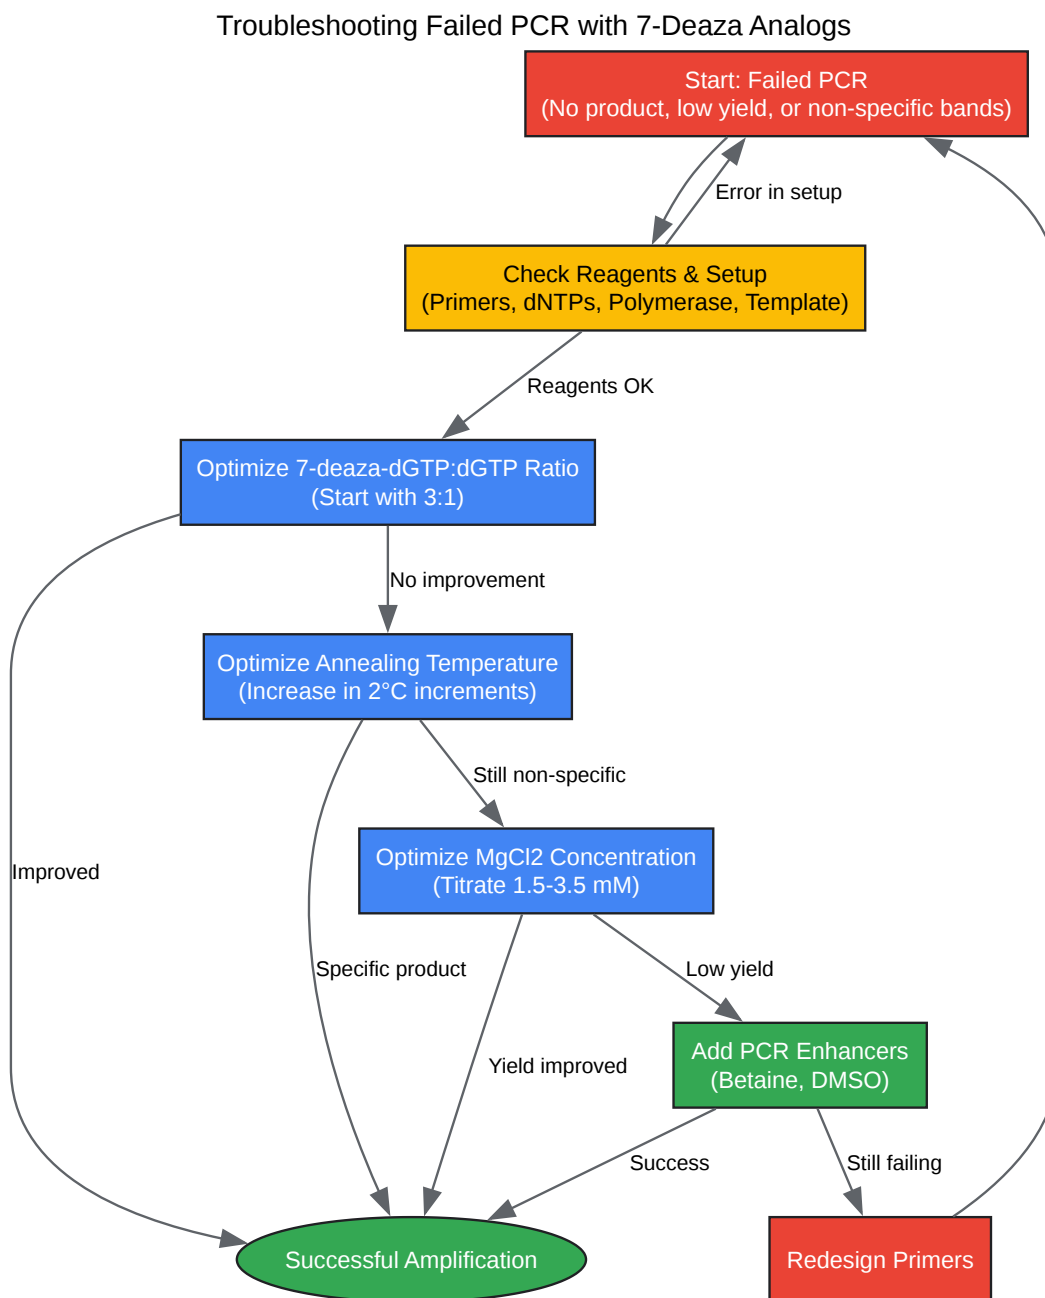 Troubleshooting Failed PCR with 7-Deaza Analogs
Start: Failed PCR
(No product, low yield, or non-specific bands)
Error in setup
Check Reagents & Setup
(Primers, dNTPs, Polymerase, Template)
Reagents OK
Optimize 7-deaza-dGTP:dGTP Ratio
(Start with 3:1)
No improvement
Optimize Annealing Temperature
(Increase in 2°C increments)
Still non-specific
Optimize MgCl2 Concentration
(Titrate 1.5-3.5 mM)
Improved
Specific product
Low yield
Add PCR Enhancers
(Betaine, DMSO)
Yield improved
Success
Still failing
Successful Amplification
Redesign Primers